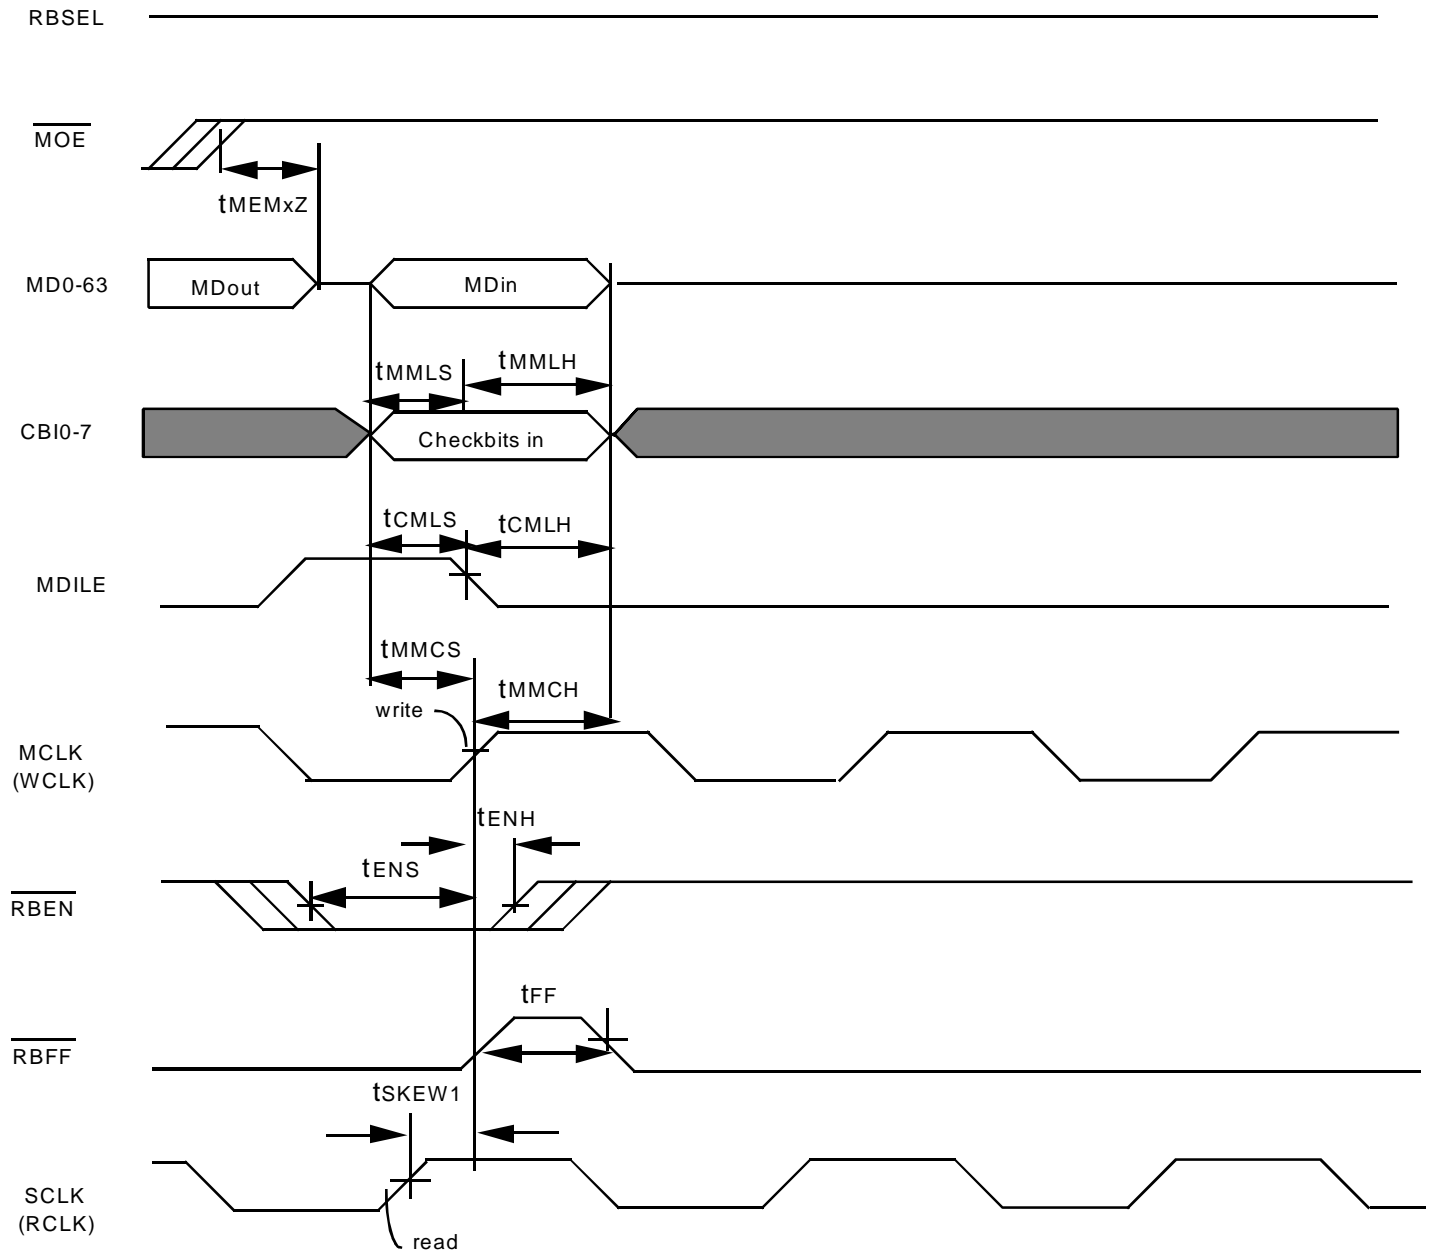 RBSEL
MOE
tMEMxZ
MD0-63
MDout
MDin
tMMLS
tMMLH
CBI0-7
Checkbits in
tCMLS
tCMLH
MDILE
tMMCS
tMMCH
write
MCLK
(WCLK)
tENH
tENS
RBEN
tFF
RBFF
tSKEW1
SCLK
(RCLK)
read